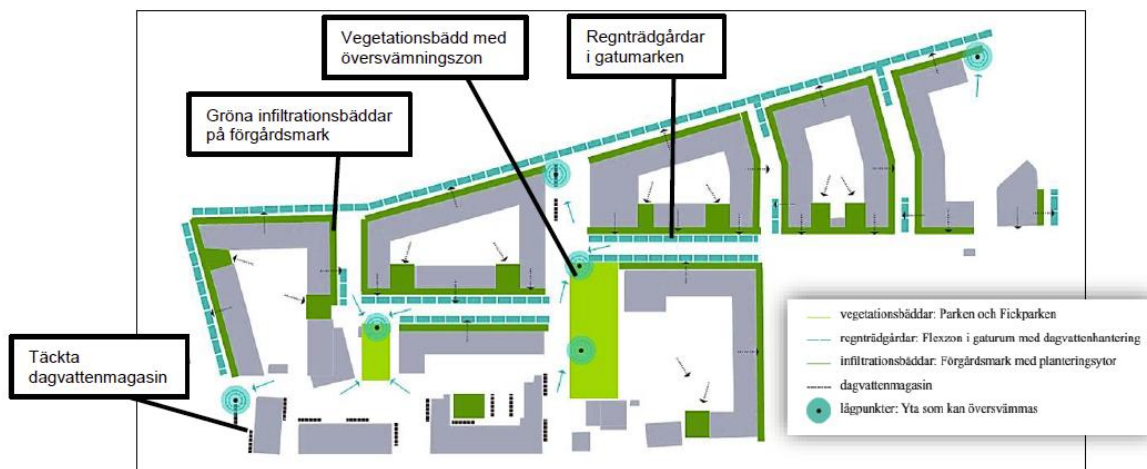 Vegetationsbädd med
översvämningszon
Regnträdgårdar
i gatumarken
Gröna infiltrationsbäddar
på förgårdsmark
Täckta
dagvattenmagasin
vegetationsbäddar: Parken och Fickparken
regnträdgårdar: Flexzon i gaturum med dagvattenhantering
infiltrationsbäddar: Förgårdsmark med planteringsytor
dagvattenmagasin
lågpunkter: Yta som kan översvämmas